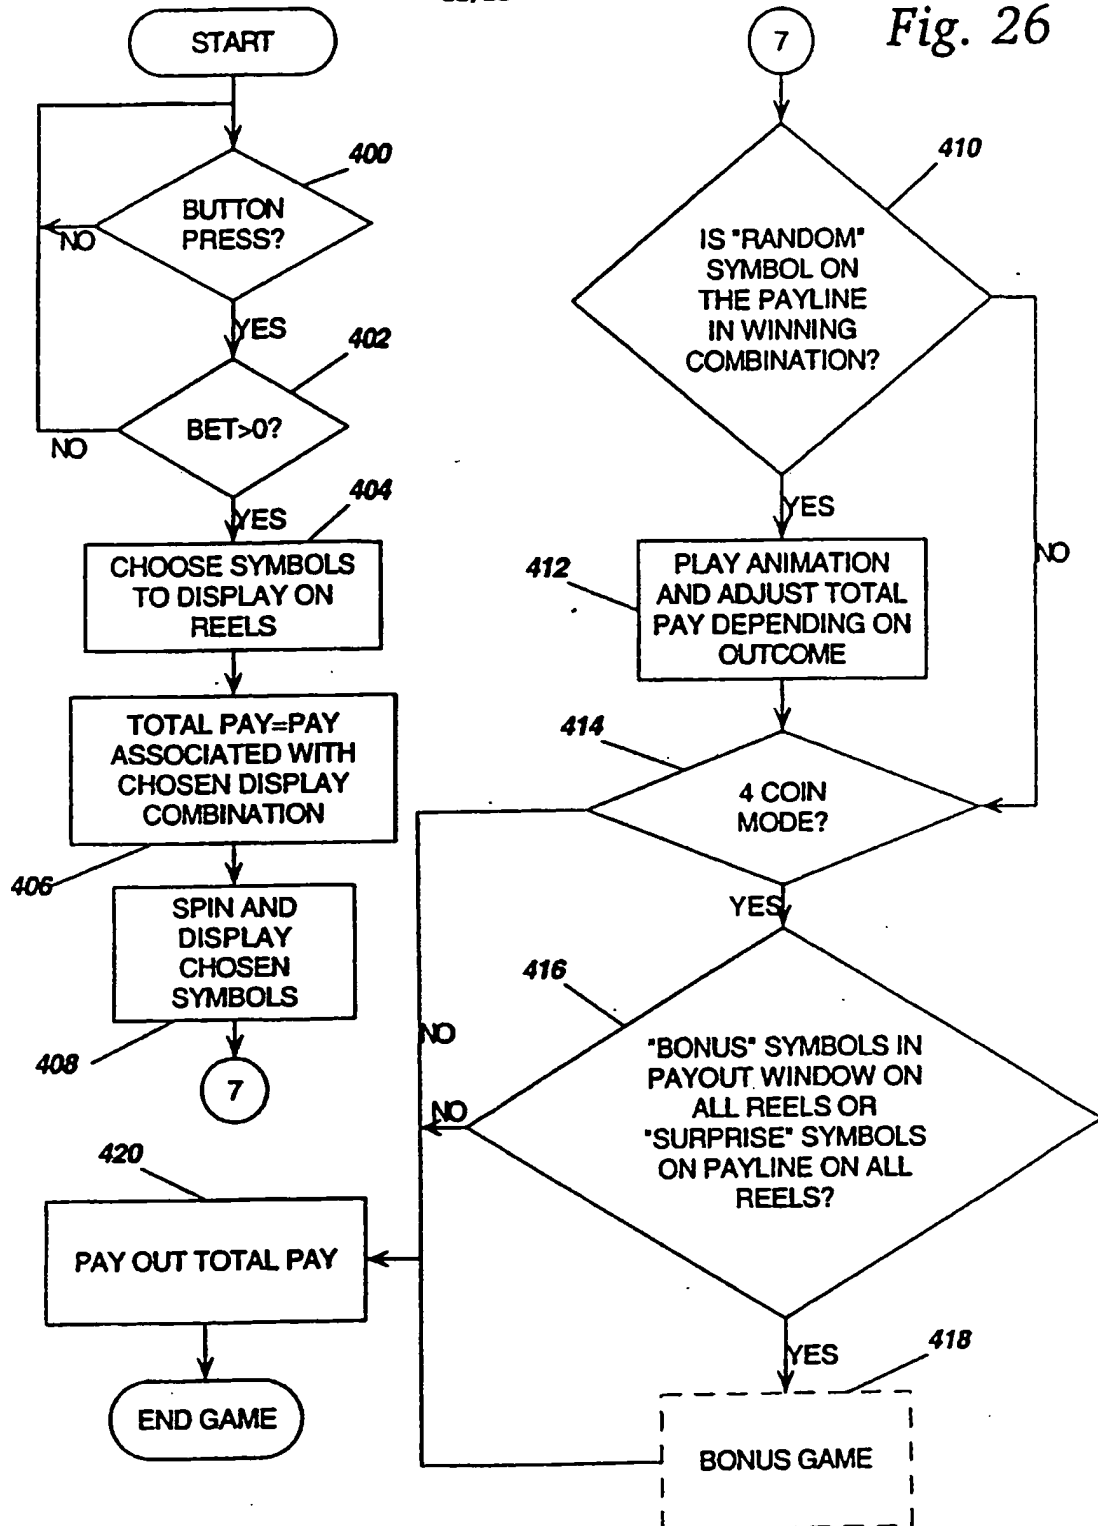 Fig. 26
START
400
BUTTON
PRESS?
NO
YES
402
BET>0?
NO
YES
404
CHOOSE SYMBOLS
TO DISPLAY ON
REELS
TOTAL PAY=PAY
ASSOCIATED WITH
CHOSEN DISPLAY
COMBINATION
406
SPIN AND
DISPLAY
CHOSEN
SYMBOLS
408
7
420
PAY OUT TOTAL PAY
END GAME
7
410
IS "RANDOM"
SYMBOL ON
THE PAYLINE
IN WINNING
COMBINATION?
YES
NO
412
PLAY ANIMATION
AND ADJUST TOTAL
PAY DEPENDING ON
OUTCOME
414
4 COIN
MODE?
YES
NO
416
"BONUS" SYMBOLS IN
PAYOUT WINDOW ON
ALL REELS OR
"SURPRISE" SYMBOLS
ON PAYLINE ON ALL
REELS?
NO
YES
418
BONUS GAME